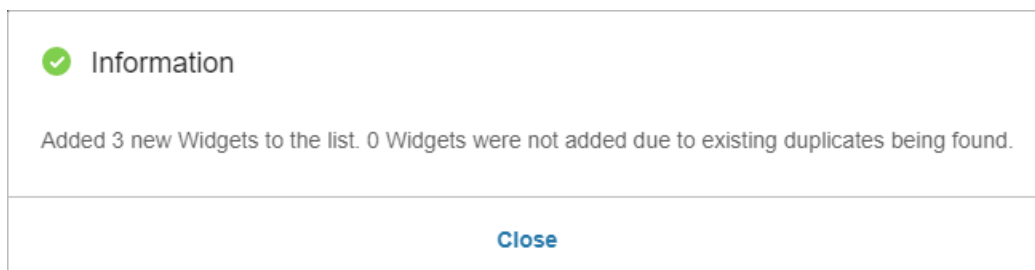 Information
Added 3 new Widgets to the list. 0 Widgets were not added due to existing duplicates being found.
Close